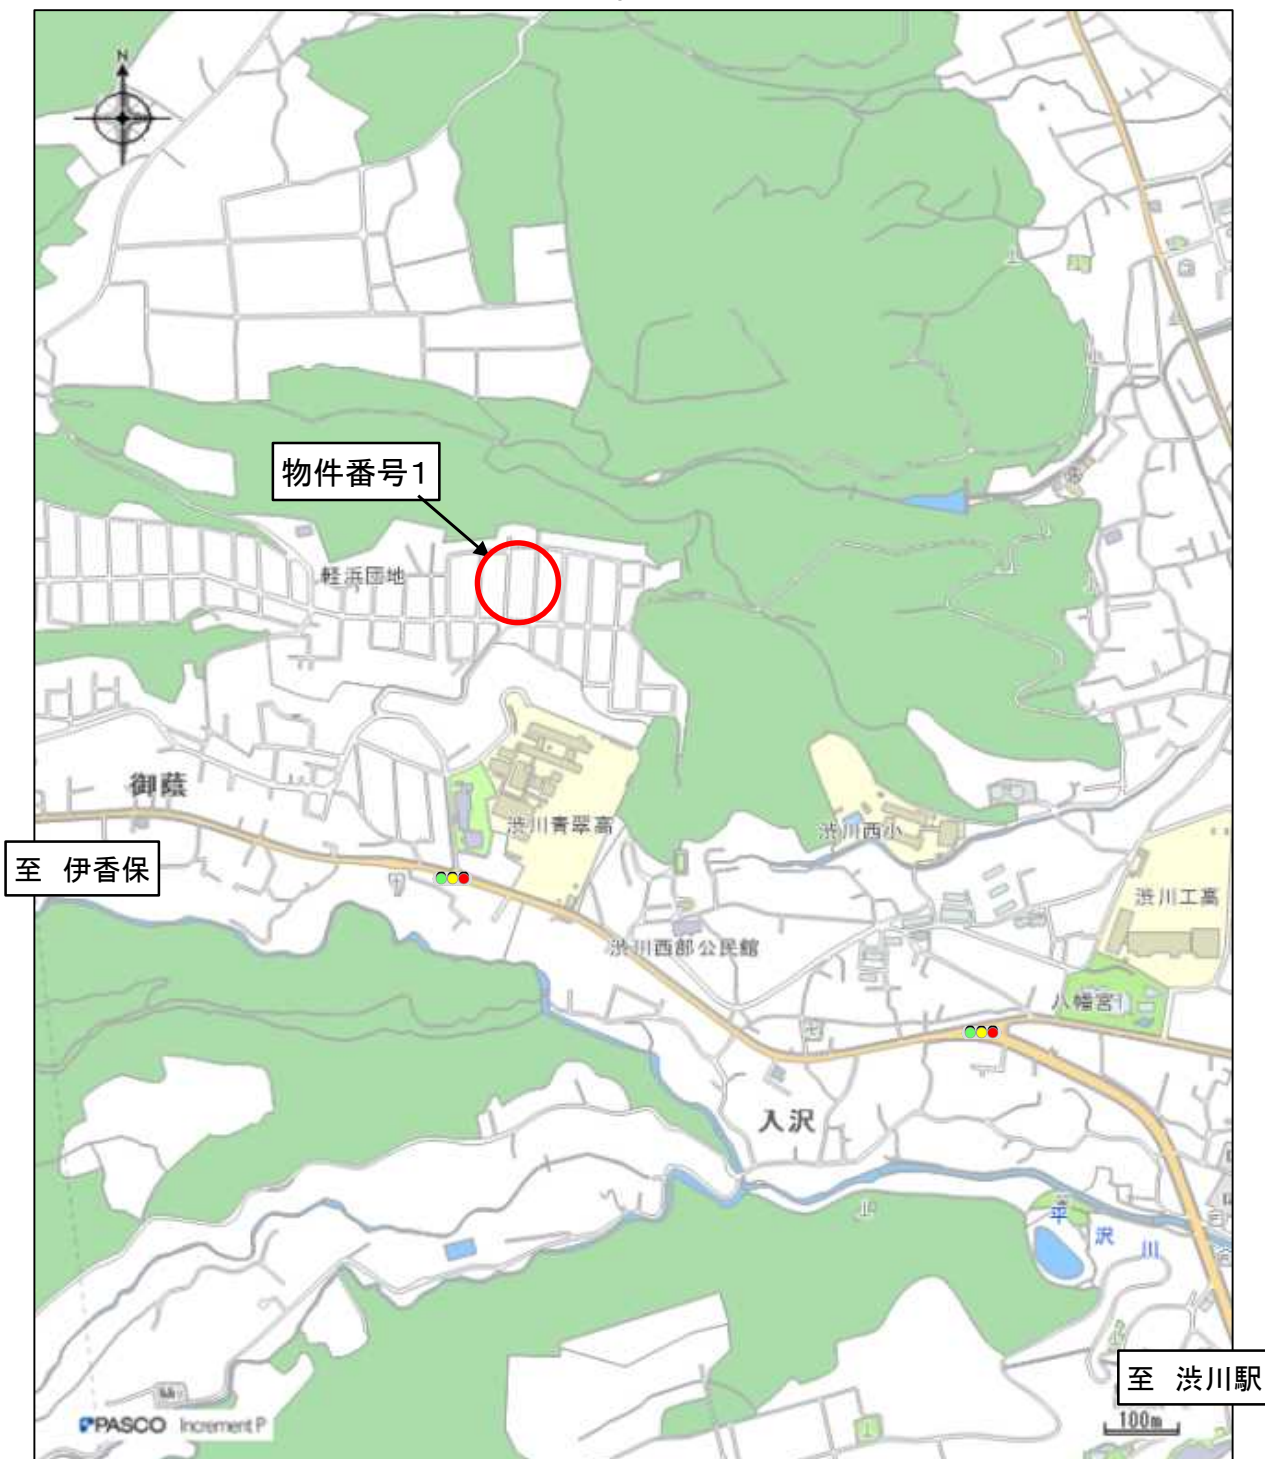 N
物件番号1
軽浜団地
御蔭
渋川青翠高
渋川西小
至 伊香保
渋川工高
渋川西部公民館
八幡宮
入沢
平沢川
至 渋川駅
100m
PASCO Increment P